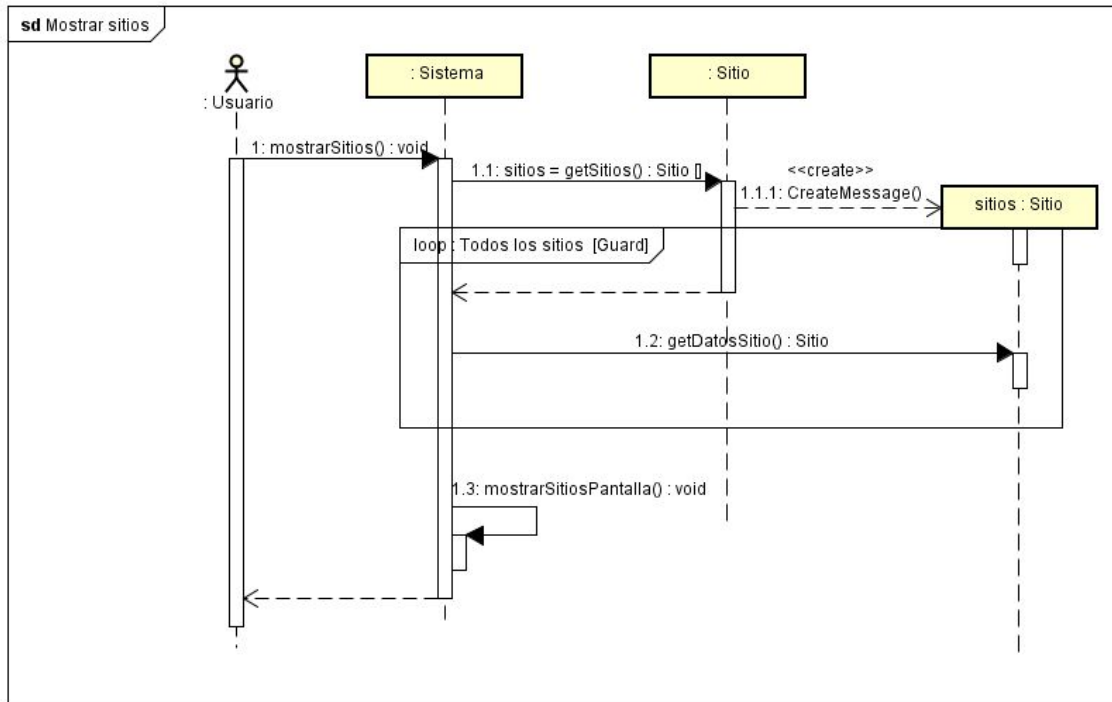 sd Mostrar sitios
: Usuario
: Sistema
: Sitio
1: mostrarSitios() : void
1.1: sitios = getSitios() : Sitio []
<<create>>
1.1.1: CreateMessage()
sitios : Sitio
loop : Todos los sitios [Guard]
1.2: getDatosSitio() : Sitio
1.3: mostrarSitiosPantalla() : void